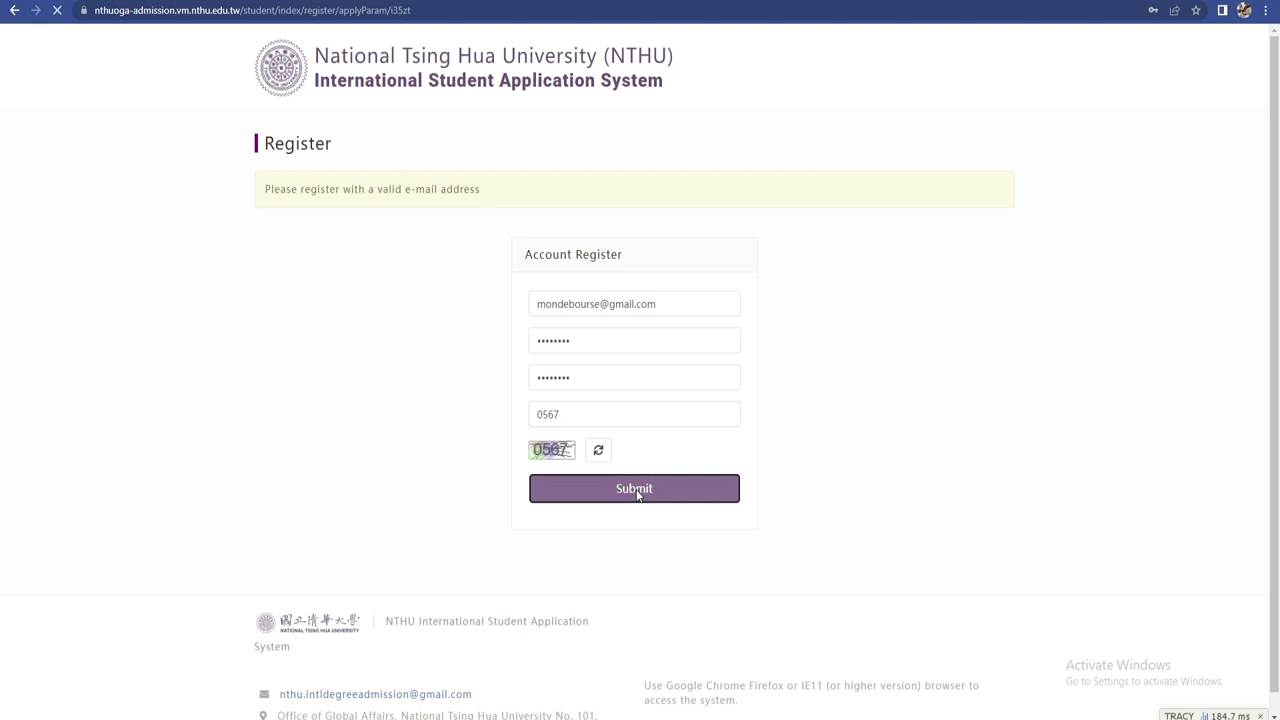 nthuoga-admission.vm.nthu.edu.tw/student/index/register/applyParam/i35zt
National Tsing Hua University (NTHU)
International Student Application System
Register
Please register with a valid e-mail address
Account Register
mondebourse@gmail.com
••••••••
••••••••
0567
0567
Submit
國立清華大學
NATIONAL TSING HUA UNIVERSITY
NTHU International Student Application
System
nthu.intldegreeadmission@gmail.com
Office of Global Affairs, National Tsing Hua University No. 101,
Use Google Chrome Firefox or IE11 (or higher version) browser to
access the system.
Activate Windows
Go to Settings to activate Windows.
TRACY 184.7 ms ×